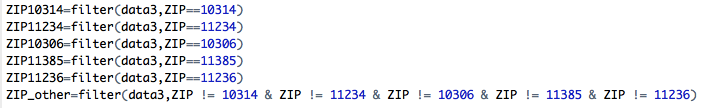 ZIP10314=filter(data3,ZIP==10314)
ZIP11234=filter(data3,ZIP==11234)
ZIP10306=filter(data3,ZIP==10306)
ZIP11385=filter(data3,ZIP==11385)
ZIP11236=filter(data3,ZIP==11236)
ZIP_other=filter(data3,ZIP != 10314 & ZIP != 11234 & ZIP != 10306 & ZIP != 11385 & ZIP != 11236)